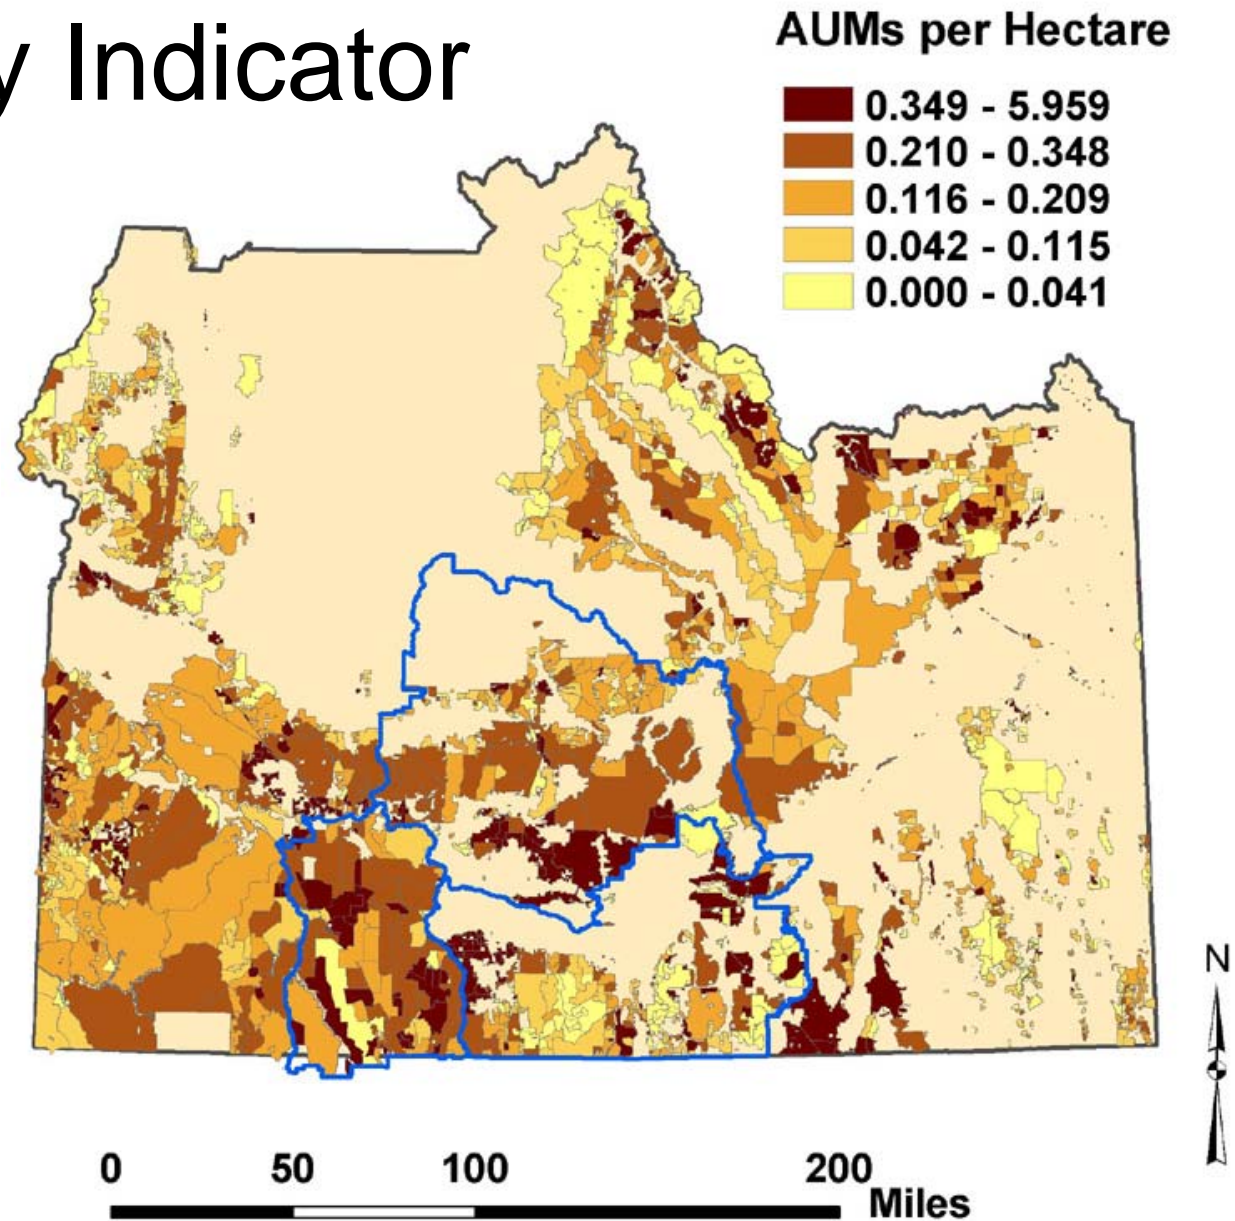 y Indicator
AUMs per Hectare
0.349 - 5.959
0.210 - 0.348
0.116 - 0.209
0.042 - 0.115
0.000 - 0.041
N
0 50 100 200
Miles